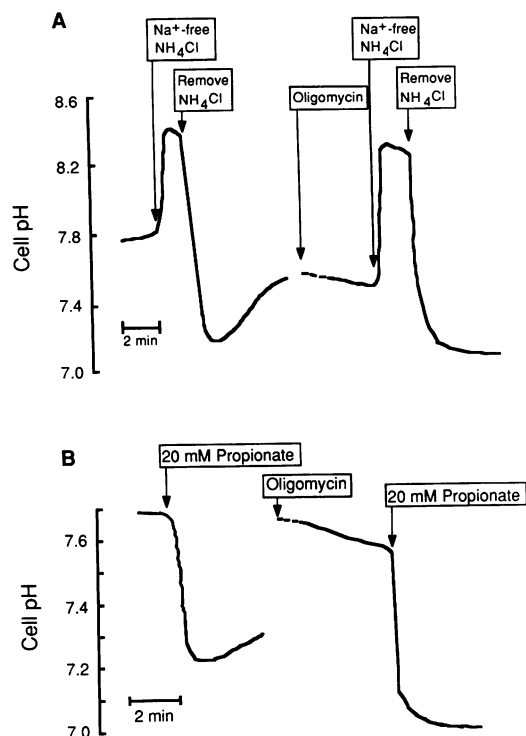 A
Na+-free
NH4Cl
Remove
NH4Cl
Oligomycin
Na+-free
NH4Cl
Remove
NH4Cl
8.6
8.2
7.8
7.4
7.0
Cell pH
2 min
B
20 mM Propionate
Oligomycin
20 mM Propionate
7.6
7.4
7.2
7.0
Cell pH
2 min